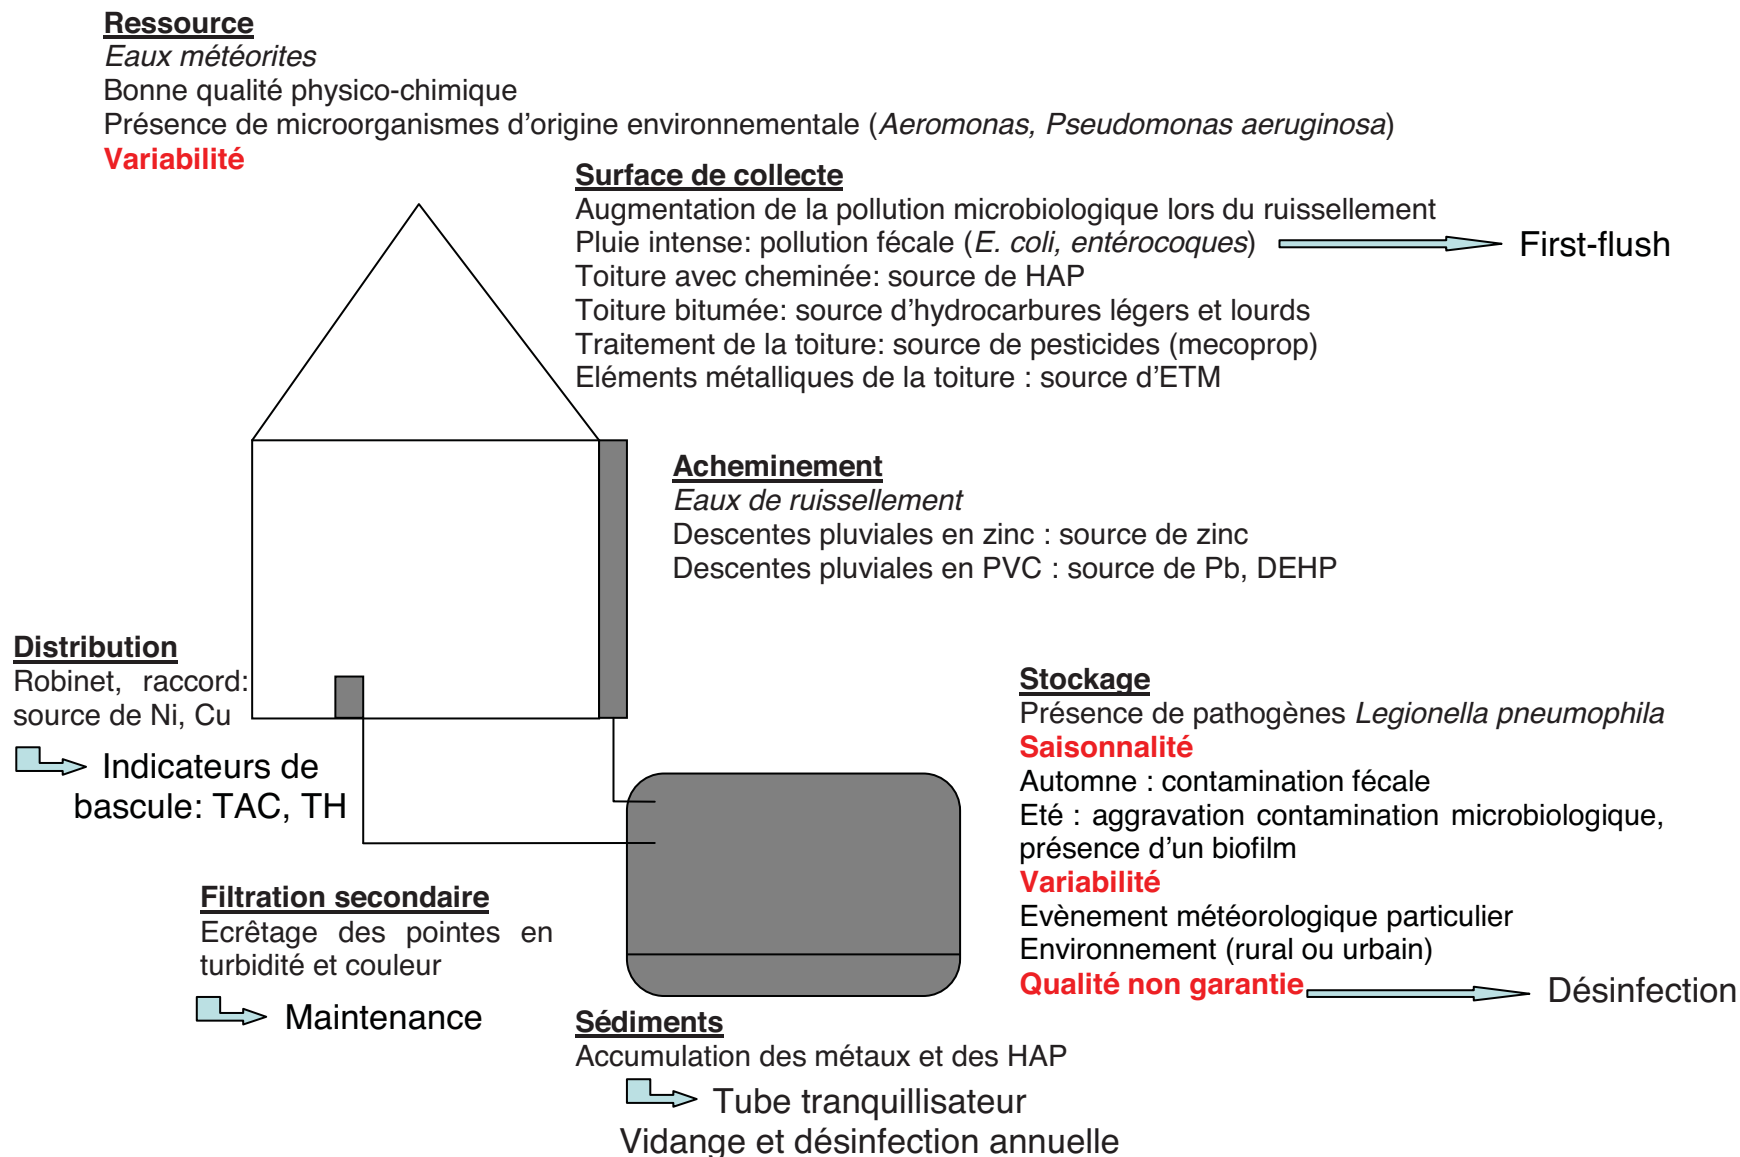 Ressource
Eaux météorites
Bonne qualité physico-chimique
Présence de microorganismes d'origine environnementale (Aeromonas, Pseudomonas aeruginosa)
Variabilité
Surface de collecte
Augmentation de la pollution microbiologique lors du ruissellement
Pluie intense: pollution fécale (E. coli, entérocoques)
First-flush
Toiture avec cheminée: source de HAP
Toiture bitumée: source d'hydrocarbures légers et lourds
Traitement de la toiture: source de pesticides (mecoprop)
Eléments métalliques de la toiture : source d'ETM
Acheminement
Eaux de ruissellement
Descentes pluviales en zinc : source de zinc
Descentes pluviales en PVC : source de Pb, DEHP
Distribution
Robinet, raccord:
source de Ni, Cu
Indicateurs de
bascule: TAC, TH
Stockage
Présence de pathogènes Legionella pneumophila
Saisonnalité
Automne : contamination fécale
Eté : aggravation contamination microbiologique,
présence d'un biofilm
Variabilité
Evènement météorologique particulier
Environnement (rural ou urbain)
Qualité non garantie
Désinfection
Filtration secondaire
Ecrêtage des pointes en
turbidité et couleur
Maintenance
Sédiments
Accumulation des métaux et des HAP
Tube tranquillisateur
Vidange et désinfection annuelle